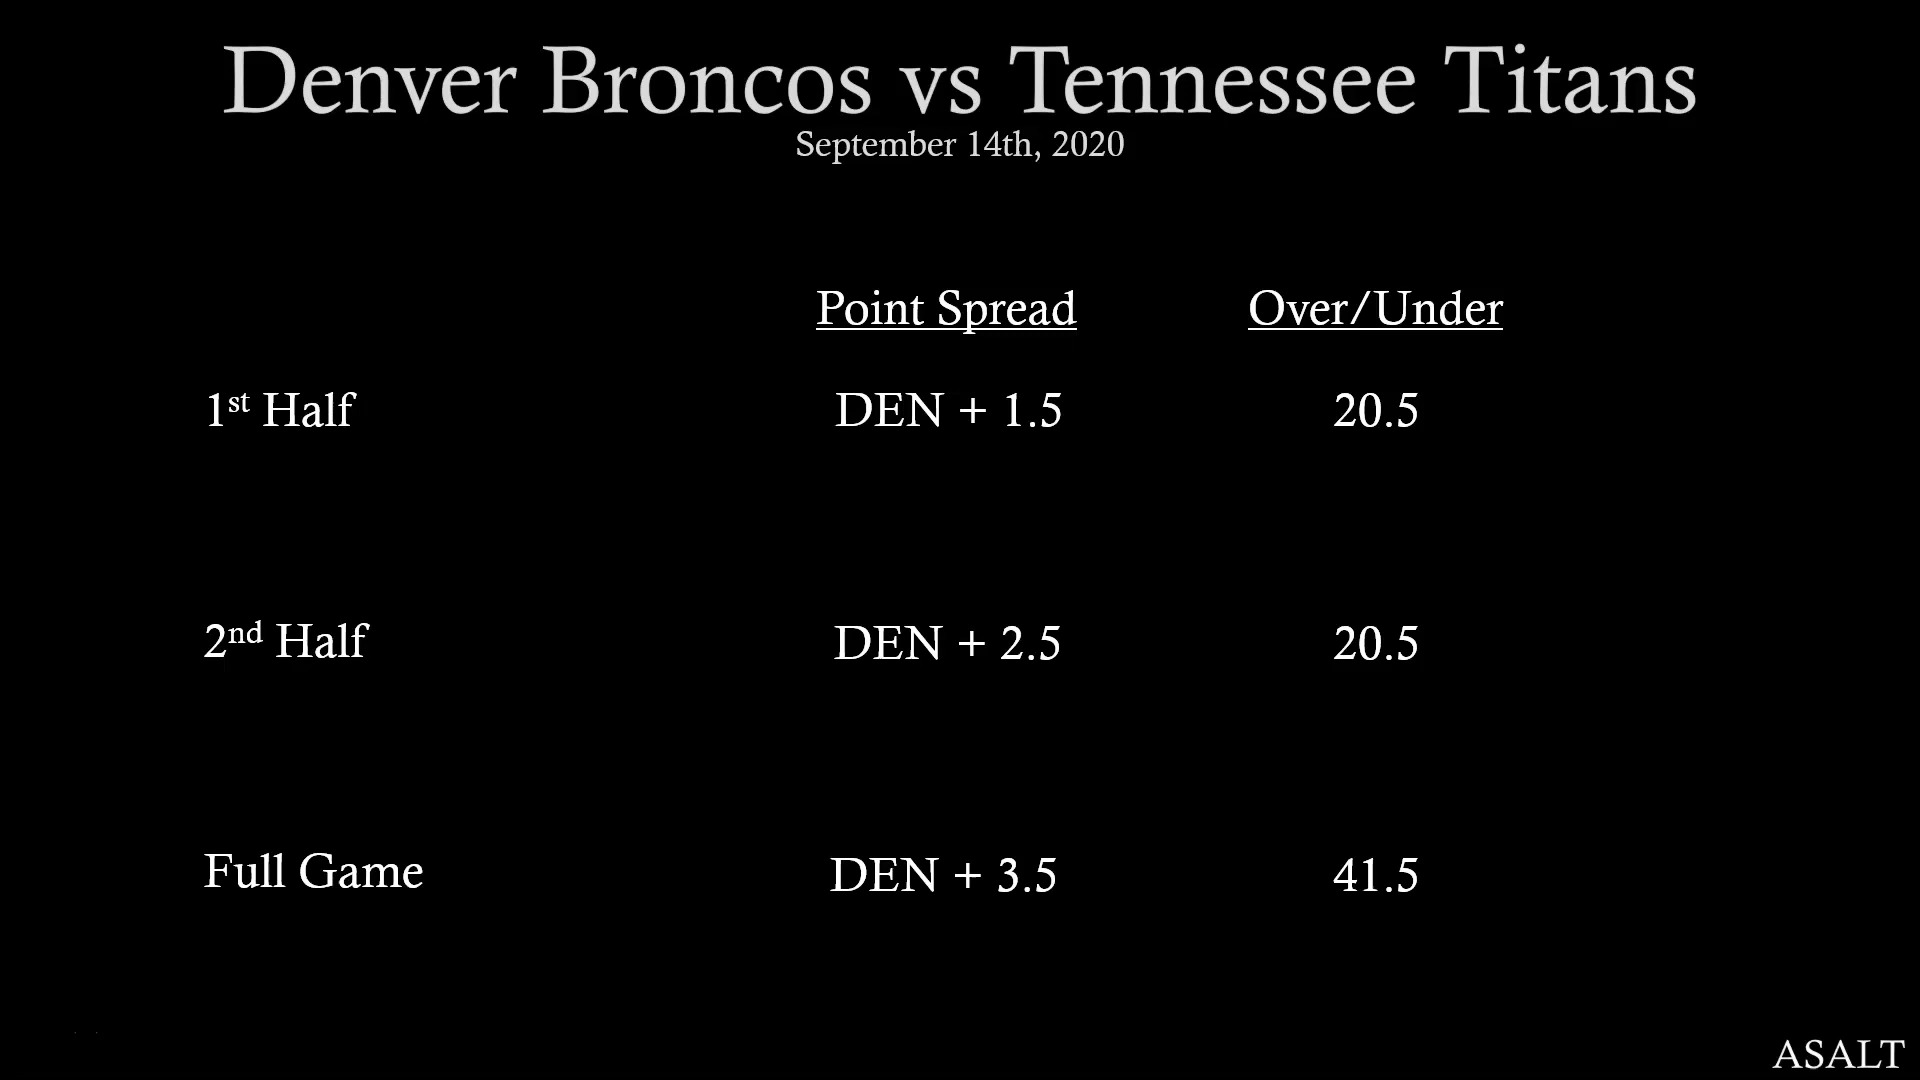 Denver Broncos vs Tennessee Titans
September 14th, 2020
Point Spread Over/Under
1st Half DEN + 1.5 20.5
2nd Half DEN + 2.5 20.5
Full Game DEN + 3.5 41.5
ASALT